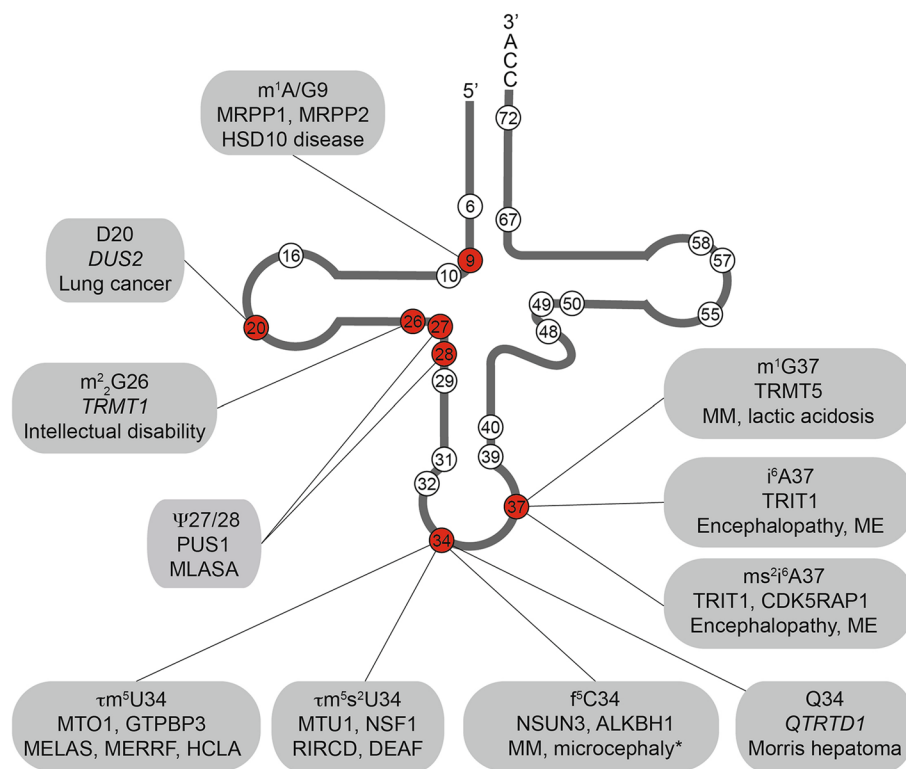 3’
A
C
C
5’
72
m¹A/G9
MRPP1, MRPP2
HSD10 disease
6
67
9
10
16
58
57
55
50
49
48
D20
DUS2
Lung cancer
20
26
27
28
29
m²₂G26
TRMT1
Intellectual disability
m¹G37
TRMT5
MM, lactic acidosis
40
39
31
32
37
34
i⁶A37
TRIT1
Encephalopathy, ME
Ψ27/28
PUS1
MLASA
ms²i⁶A37
TRIT1, CDK5RAP1
Encephalopathy, ME
τm⁵U34
MTO1, GTPBP3
MELAS, MERRF, HCLA
τm⁵s²U34
MTU1, NSF1
RIRCD, DEAF
f⁵C34
NSUN3, ALKBH1
MM, microcephaly*
Q34
QTRTD1
Morris hepatoma